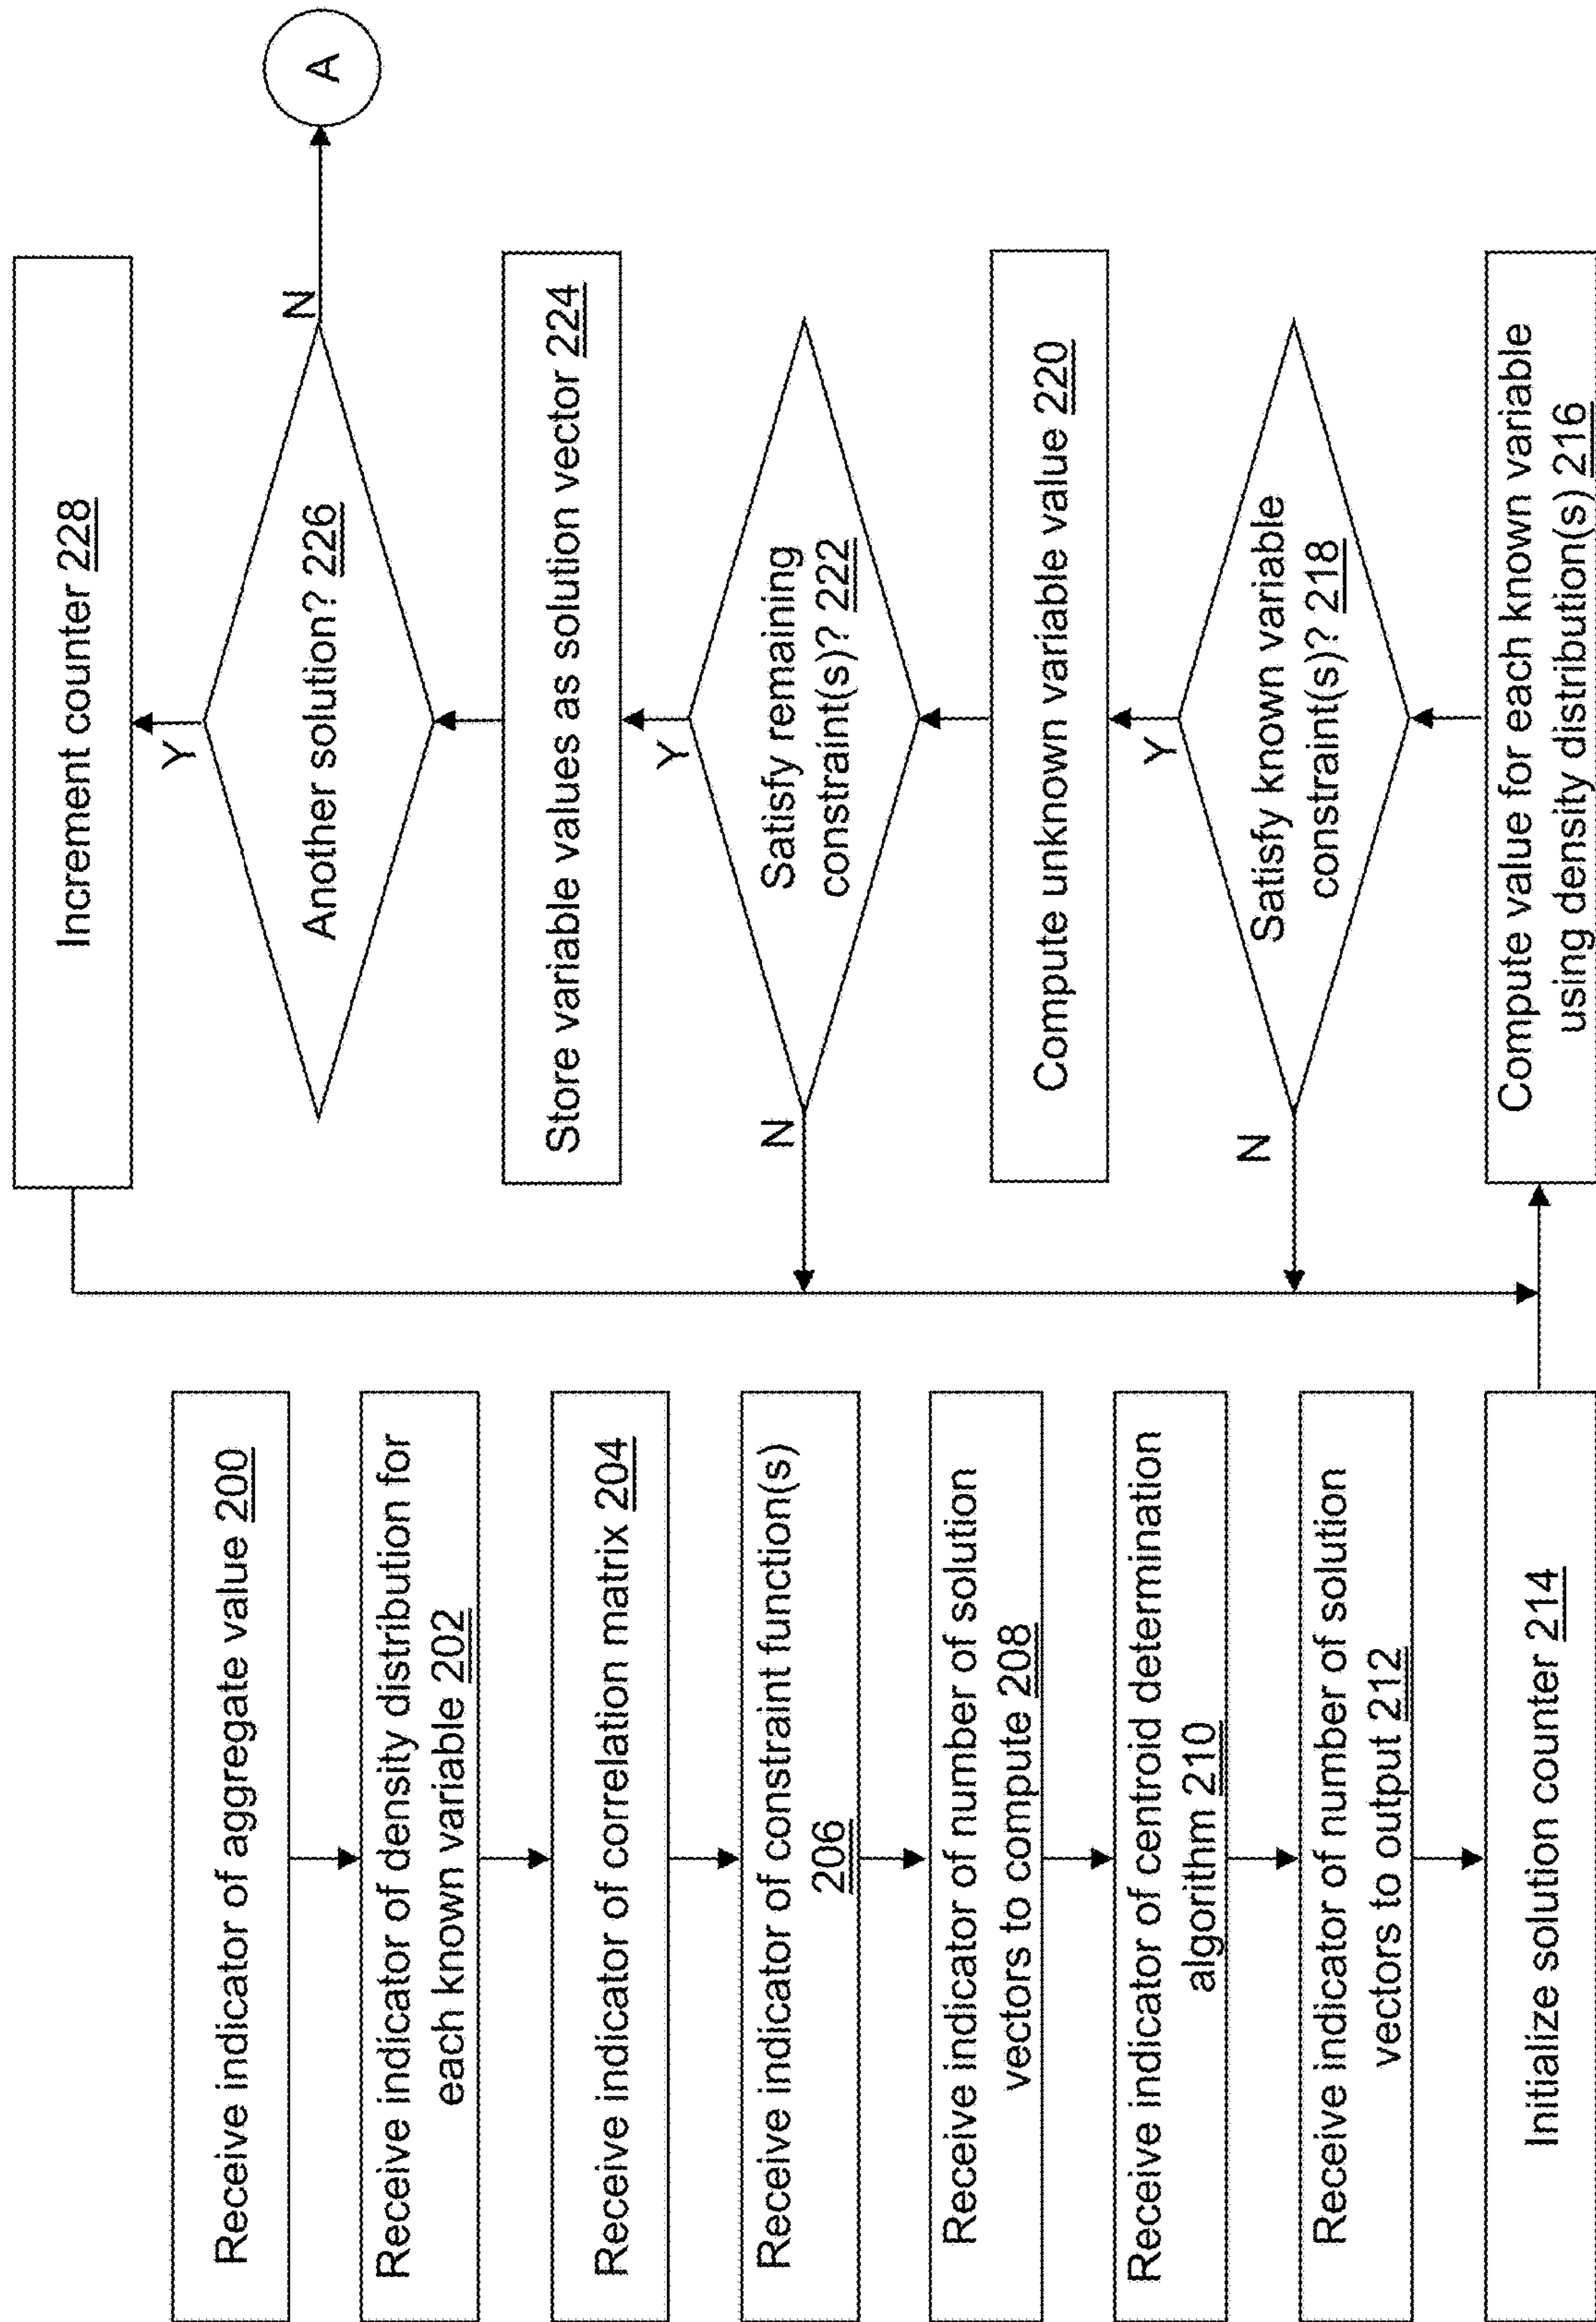 Receive indicator of aggregate value 200
Receive indicator of density distribution for
each known variable 202
Receive indicator of correlation matrix 204
Receive indicator of constraint function(s)
206
Receive indicator of number of solution
vectors to compute 208
Receive indicator of centroid determination
algorithm 210
Receive indicator of number of solution
vectors to output 212
Initialize solution counter 214
Increment counter 228
Y
Another solution? 226
N
A
Store variable values as solution vector 224
Y
Satisfy remaining
constraint(s)? 222
N
Compute unknown variable value 220
Y
Satisfy known variable
constraint(s)? 218
N
Compute value for each known variable
using density distribution(s) 216